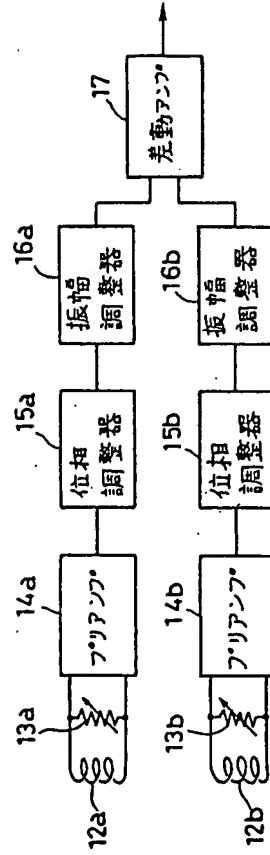 12a
13a
14a
プリアンプ
15a
位相
調整器
16a
振幅
調整器
17
差動アンプ
12b
13b
14b
プリアンプ
15b
位相
調整器
16b
振幅
調整器